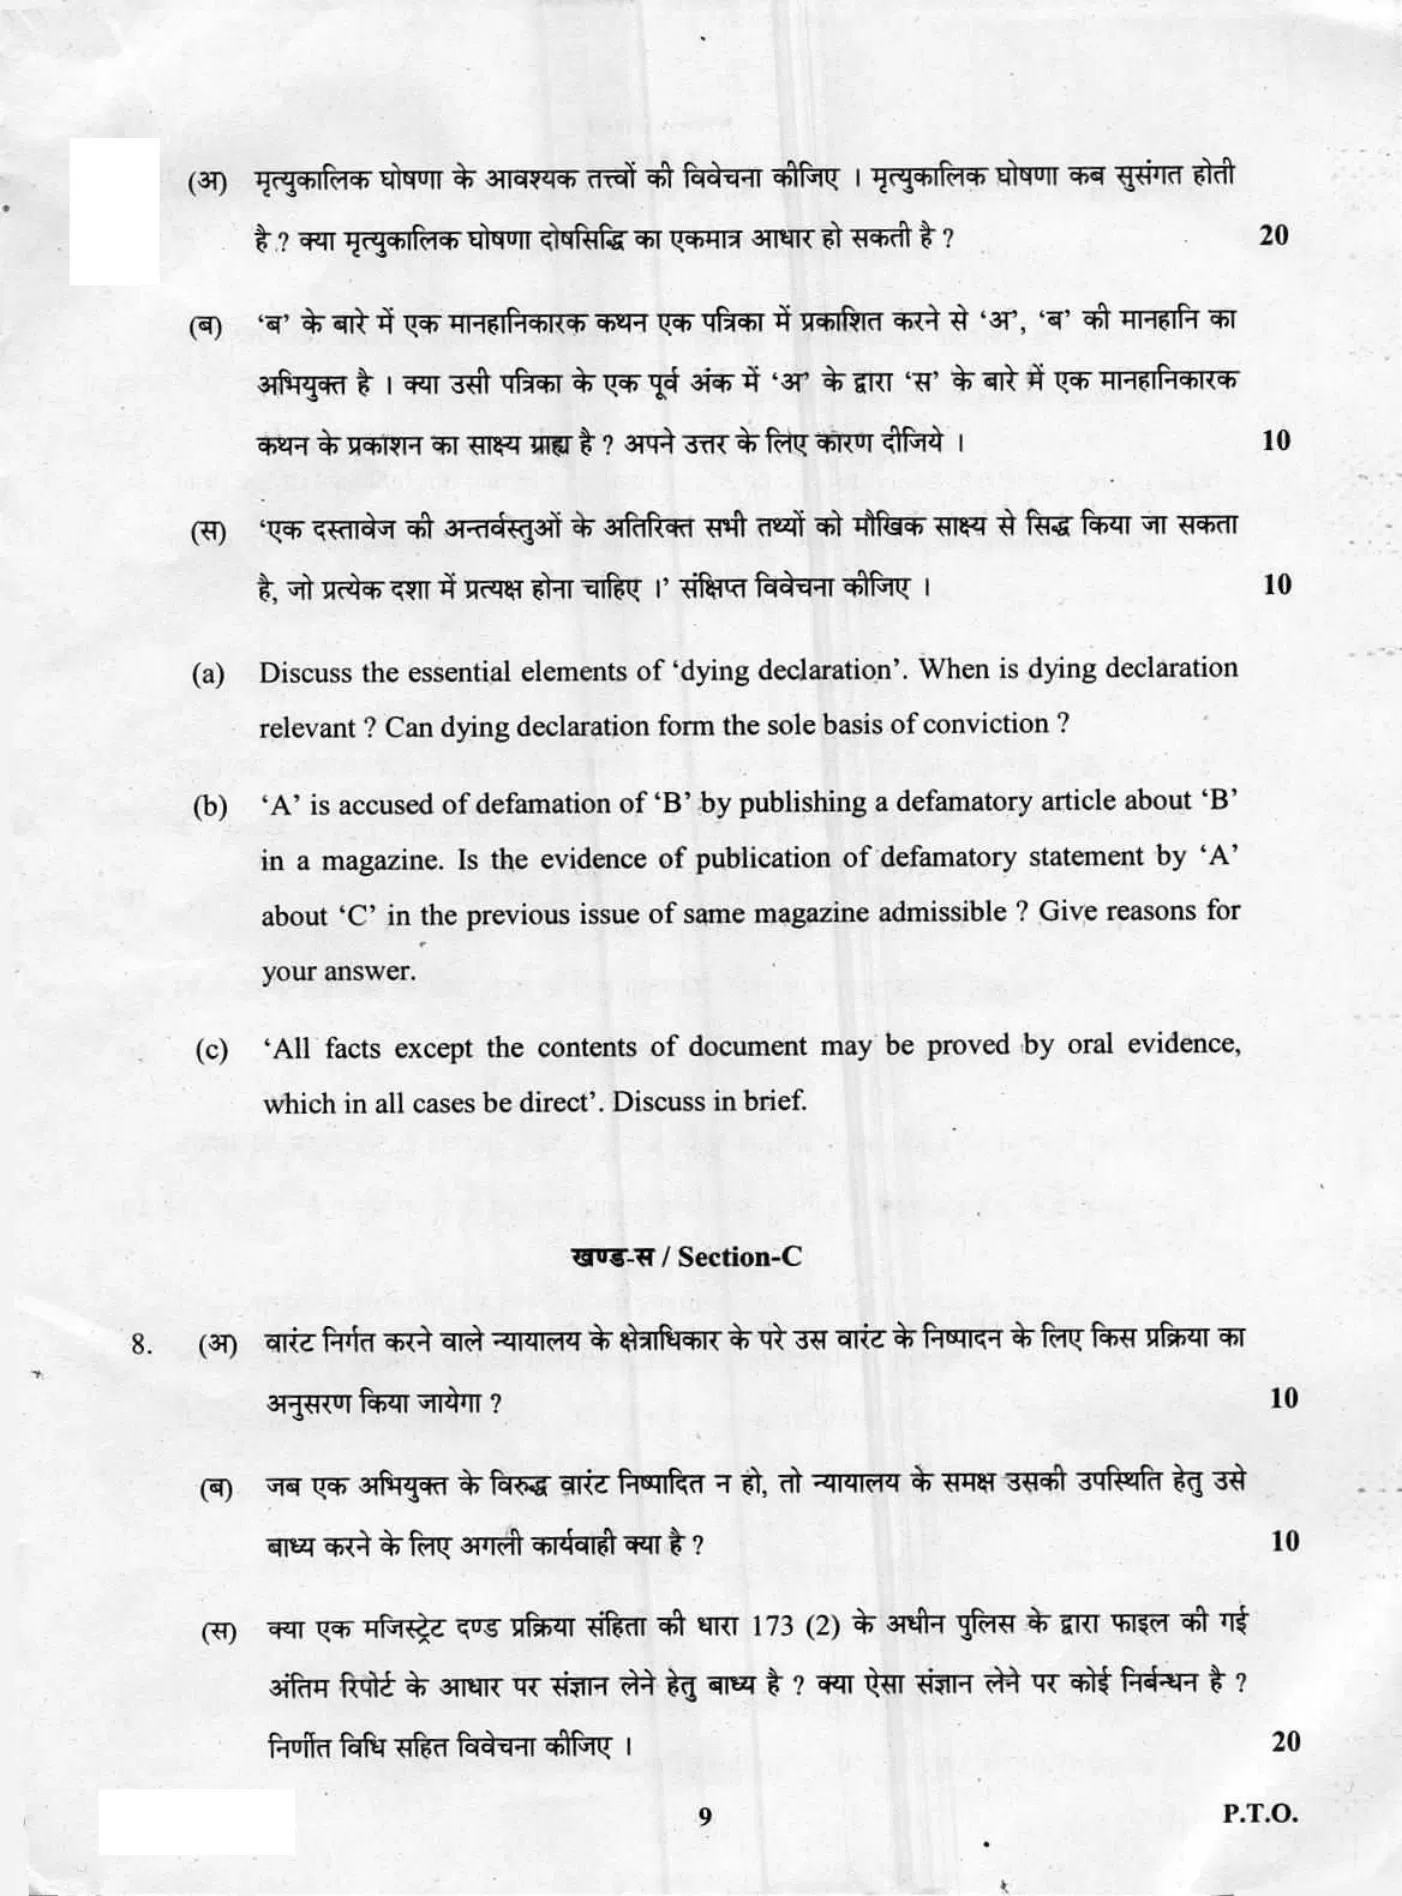 (अ) मृत्युकालिक घोषणा के आवश्यक तत्त्वों की विवेचना कीजिए । मृत्युकालिक घोषणा कब सुसंगत होती
है ? क्या मृत्युकालिक घोषणा दोषसिद्धि का एकमात्र आधार हो सकती है ? 20
(ब) ‘ब’ के बारे में एक मानहानिकारक कथन एक पत्रिका में प्रकाशित करने से ‘अ’, ‘ब’ की मानहानि का
अभियुक्त है । क्या उसी पत्रिका के एक पूर्व अंक में ‘अ’ के द्वारा ‘स’ के बारे में एक मानहानिकारक
कथन के प्रकाशन का साक्ष्य ग्राह्य है ? अपने उत्तर के लिए कारण दीजिये । 10
(स) ‘एक दस्तावेज की अन्तर्वस्तुओं के अतिरिक्त सभी तथ्यों को मौखिक साक्ष्य से सिद्ध किया जा सकता
है, जो प्रत्येक दशा में प्रत्यक्ष होना चाहिए ।’ संक्षिप्त विवेचना कीजिए । 10
(a) Discuss the essential elements of ‘dying declaration’. When is dying declaration
relevant ? Can dying declaration form the sole basis of conviction ?
(b) ‘A’ is accused of defamation of ‘B’ by publishing a defamatory article about ‘B’
in a magazine. Is the evidence of publication of defamatory statement by ‘A’
about ‘C’ in the previous issue of same magazine admissible ? Give reasons for
your answer.
(c) ‘All facts except the contents of document may be proved by oral evidence,
which in all cases be direct’. Discuss in brief.
खण्ड-स / Section-C
8. (अ) वारंट निर्गत करने वाले न्यायालय के क्षेत्राधिकार के परे उस वारंट के निष्पादन के लिए किस प्रक्रिया का
अनुसरण किया जायेगा ? 10
(ब) जब एक अभियुक्त के विरुद्ध वारंट निष्पादित न हो, तो न्यायालय के समक्ष उसकी उपस्थिति हेतु उसे
बाध्य करने के लिए अगली कार्यवाही क्या है ? 10
(स) क्या एक मजिस्ट्रेट दण्ड प्रक्रिया संहिता की धारा 173 (2) के अधीन पुलिस के द्वारा फाइल की गई
अंतिम रिपोर्ट के आधार पर संज्ञान लेने हेतु बाध्य है ? क्या ऐसा संज्ञान लेने पर कोई निर्बन्धन है ?
निर्णीत विधि सहित विवेचना कीजिए । 20
9 P.T.O.